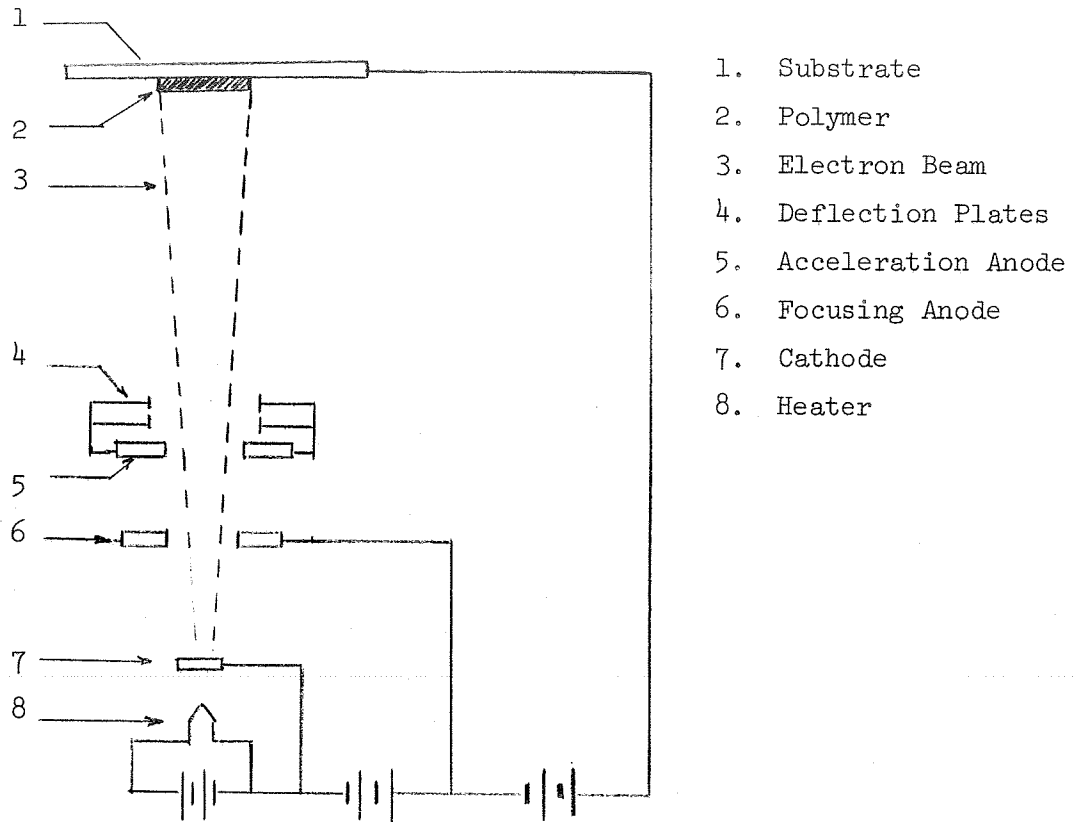 1
2
3
4
5
6
7
8
1. Substrate
2. Polymer
3. Electron Beam
4. Deflection Plates
5. Acceleration Anode
6. Focusing Anode
7. Cathode
8. Heater